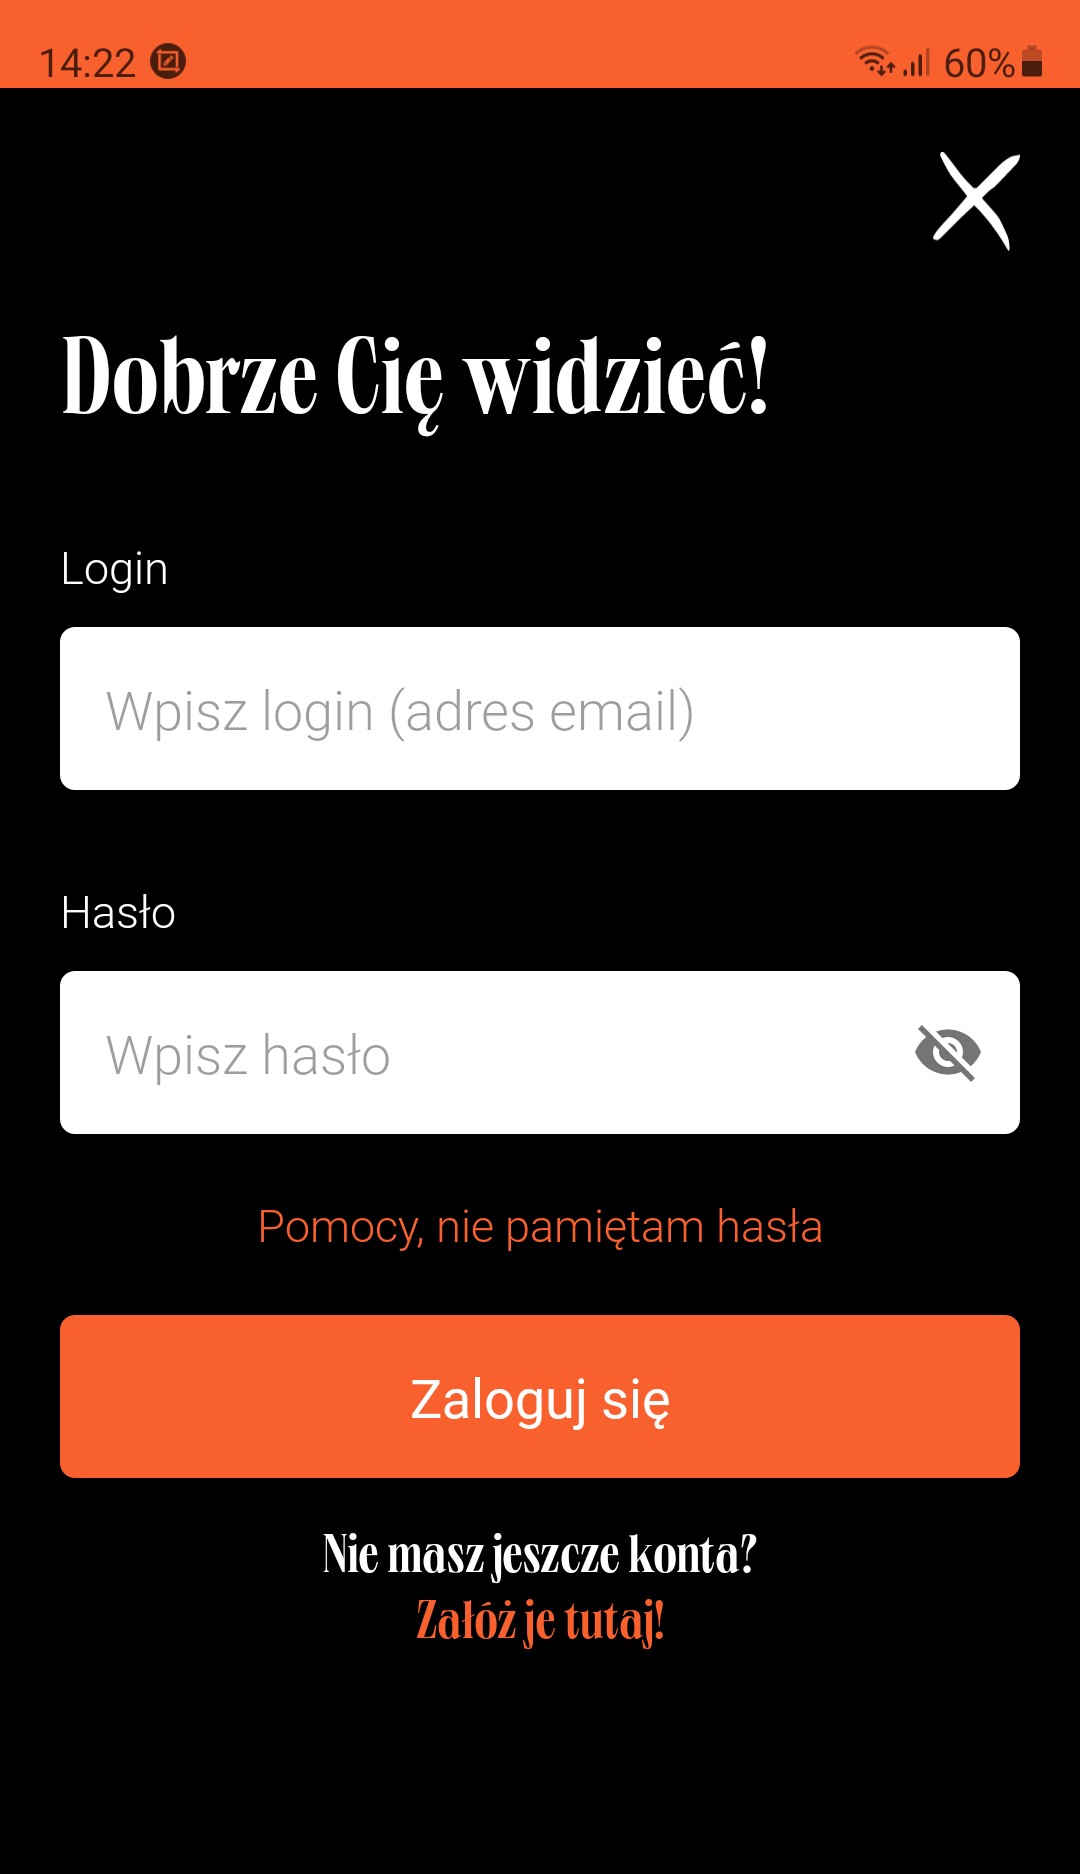 14:22 60%
Dobrze Cię widzieć!
Login
Wpisz login (adres email)
Hasło
Wpisz hasło
Pomocy, nie pamiętam hasła
Zaloguj się
Nie masz jeszcze konta?
Załóż je tutaj!